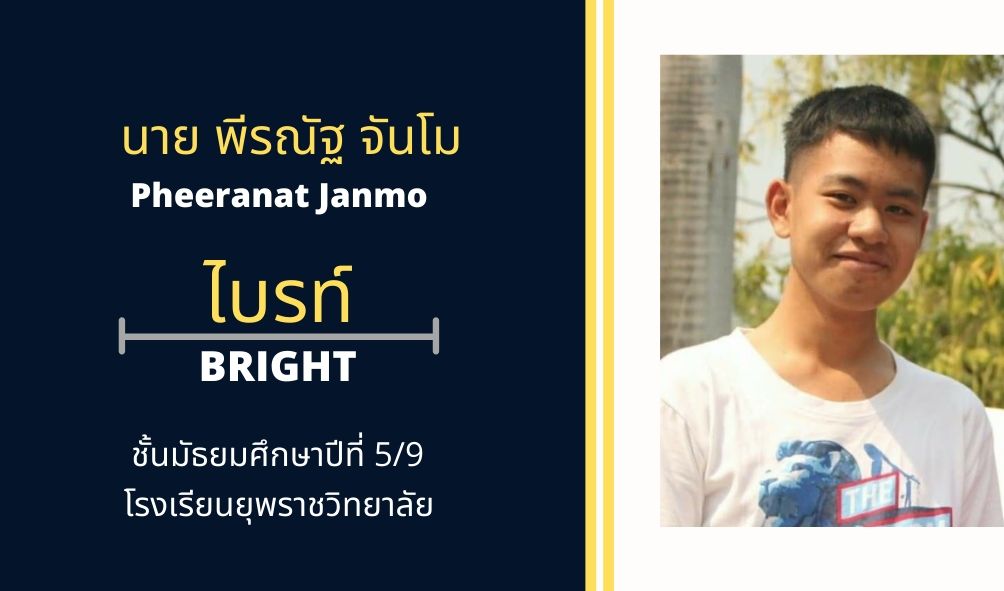 นาย พีรณัฐ จันโม
Pheeranat Janmo
ไบรท์
BRIGHT
ชั้นมัธยมศึกษาปีที่ 5/9
โรงเรียนยุพราชวิทยาลัย
THE